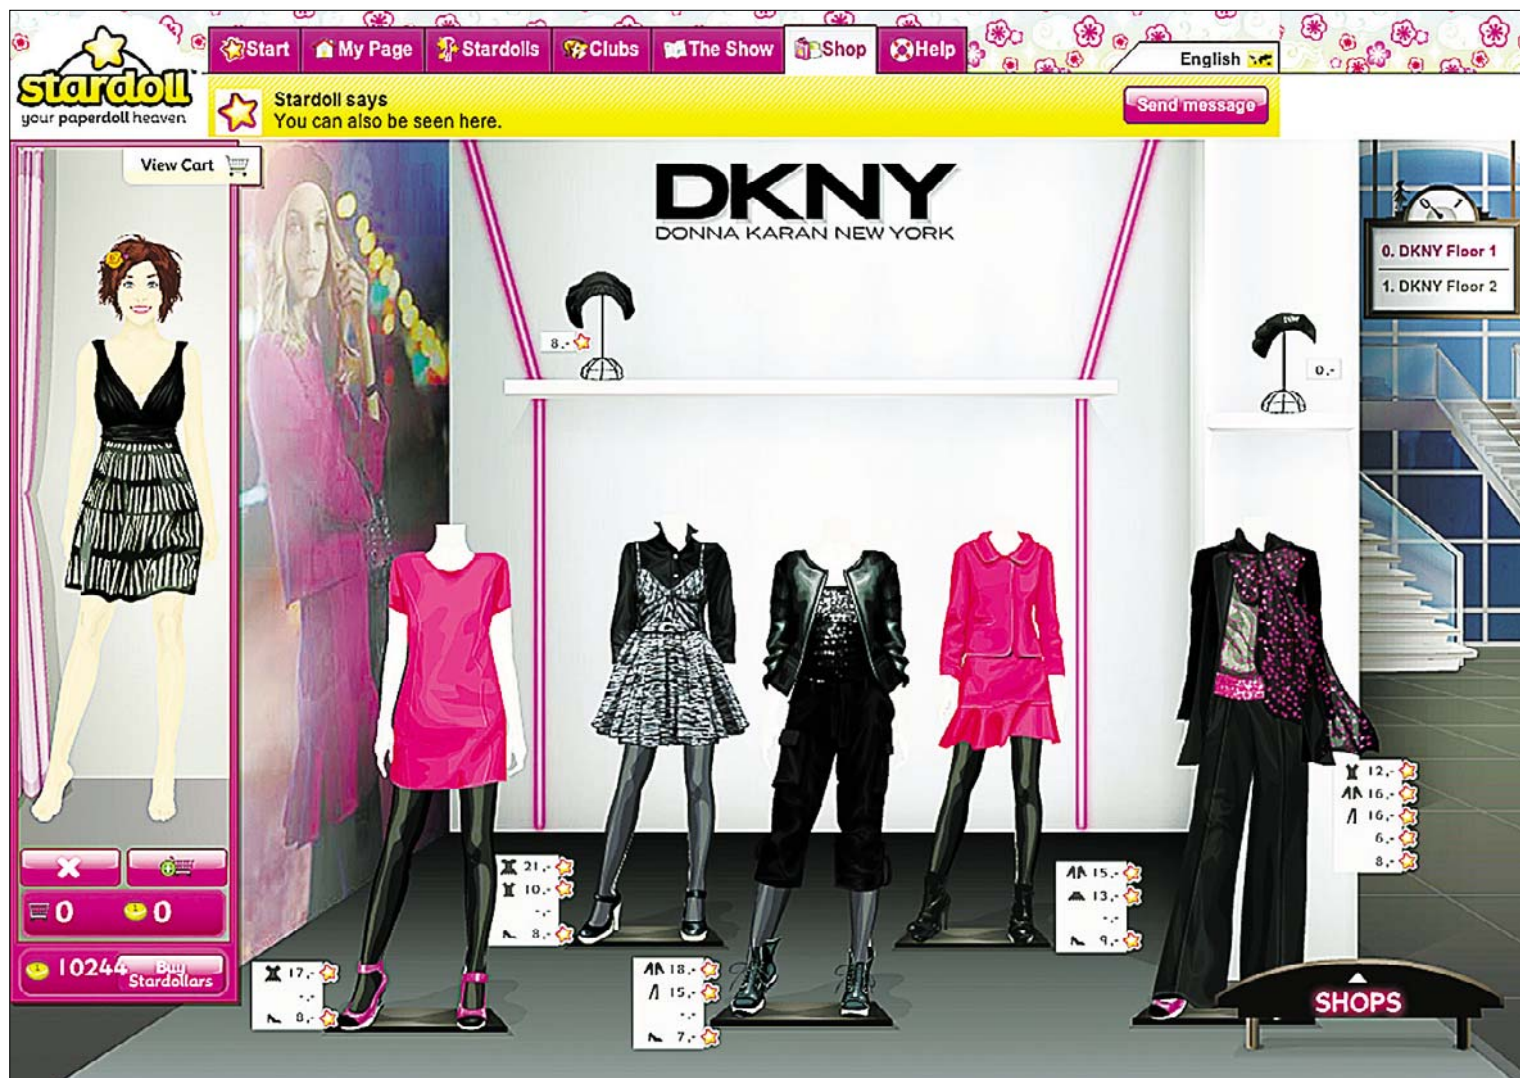 Start
My Page
Stardolls
Clubs
The Show
Shop
Help
English
stardoll
your paperdoll heaven
Stardoll says
You can also be seen here.
Send message
View Cart
DKNY
DONNA KARAN NEW YORK
0 1
0. DKNY Floor 1
1. DKNY Floor 2
8.-
0.-
DKNY
12,-
16,-
16,-
6,-
8,-
21,-
10,-
-,-
8,-
15,-
13,-
-,-
9,-
0
0
10244
Buy
Stardollars
17,-
-,-
8,-
18,-
15,-
-,-
7,-
SHOPS